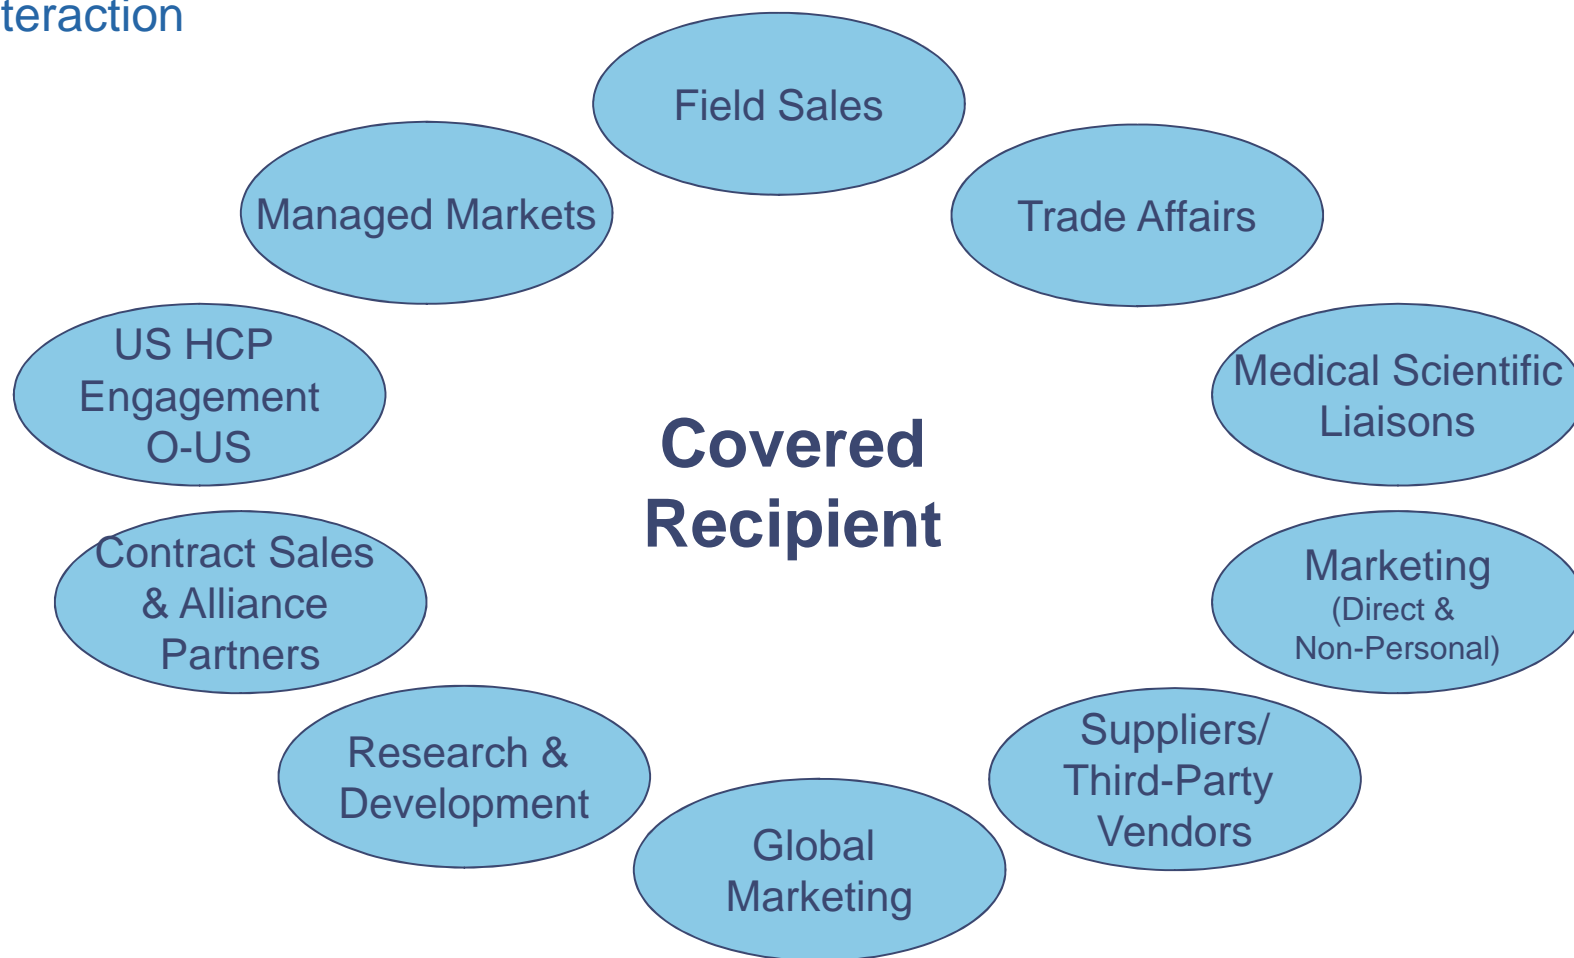 teraction
Field Sales
Managed Markets
Trade Affairs
US HCP
Engagement
O-US
Medical Scientific
Liaisons
Covered
Recipient
Contract Sales
& Alliance
Partners
Marketing
(Direct &
Non-Personal)
Research &
Development
Suppliers/
Third-Party
Vendors
Global
Marketing